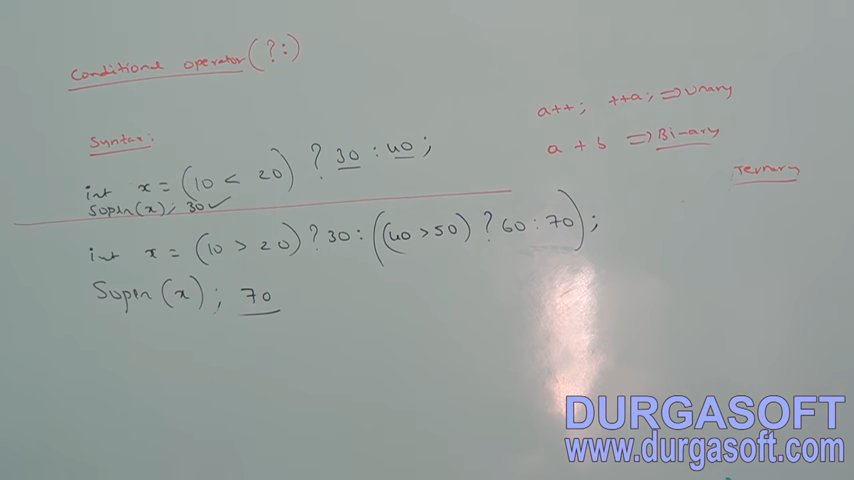 Conditional operator (?:)
a++; ++a; => Unary
a + b => Binary
Ternary
Syntax:
int x = (10 < 20) ? 30 : 40;
Sopln(x); 30✓
int x = (10 > 20) ? 30 : ((40 > 50) ? 60 : 70);
Sopln(x); 70
DURGASOFT
www.durgasoft.com